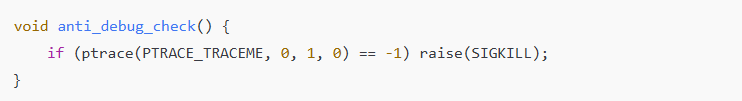 void anti_debug_check() {
    if (ptrace(PTRACE_TRACEME, 0, 1, 0) == -1) raise(SIGKILL);
}